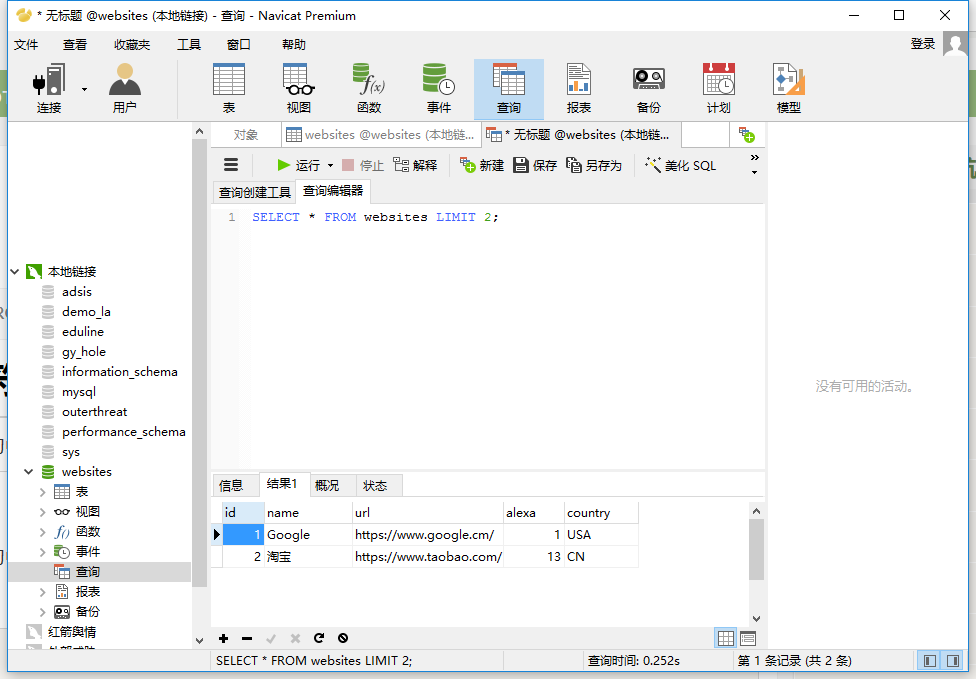 * 无标题 @websites (本地链接) - 查询 - Navicat Premium
文件 查看 收藏夹 工具 窗口 帮助 登录
连接 用户 表 视图 函数 事件 查询 报表 备份 计划 模型
对象 websites @websites (本地链... * 无标题 @websites (本地链...
运行 停止 解释 新建 保存 另存为 美化 SQL
查询创建工具 查询编辑器
1 SELECT * FROM websites LIMIT 2;
本地链接
adsis
demo_la
eduline
gy_hole
information_schema
mysql
outerthreat
performance_schema
sys
websites
表
视图
函数
事件
查询
报表
备份
红箭舆情
没有可用的活动。
信息 结果1 概况 状态
id name url alexa country
1 Google https://www.google.cm/ 1 USA
2 淘宝 https://www.taobao.com/ 13 CN
SELECT * FROM websites LIMIT 2; 查询时间: 0.252s 第 1 条记录 (共 2 条)